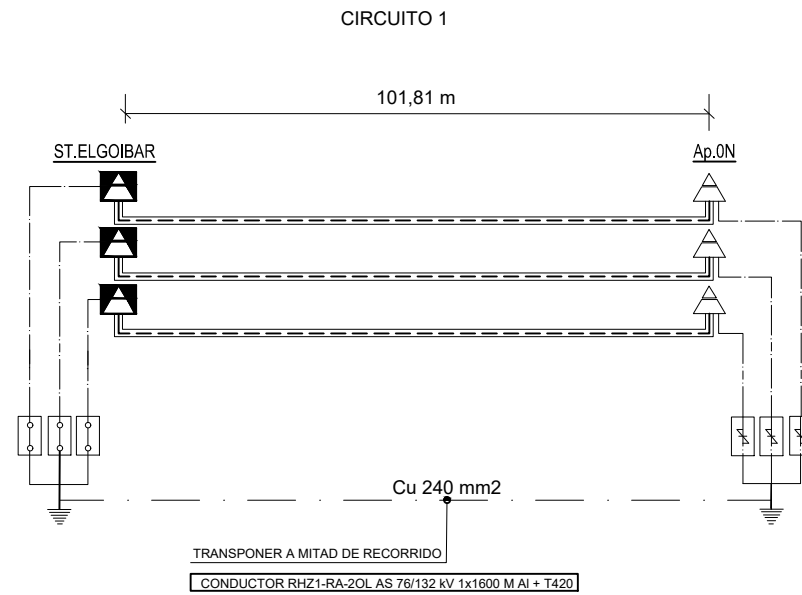 CIRCUITO 1
101,81 m
ST.ELGOIBAR
Ap.0N
Cu 240 mm2
TRANSPONER A MITAD DE RECORRIDO
CONDUCTOR RHZ1-RA-2OL AS 76/132 kV 1x1600 M Al + T420